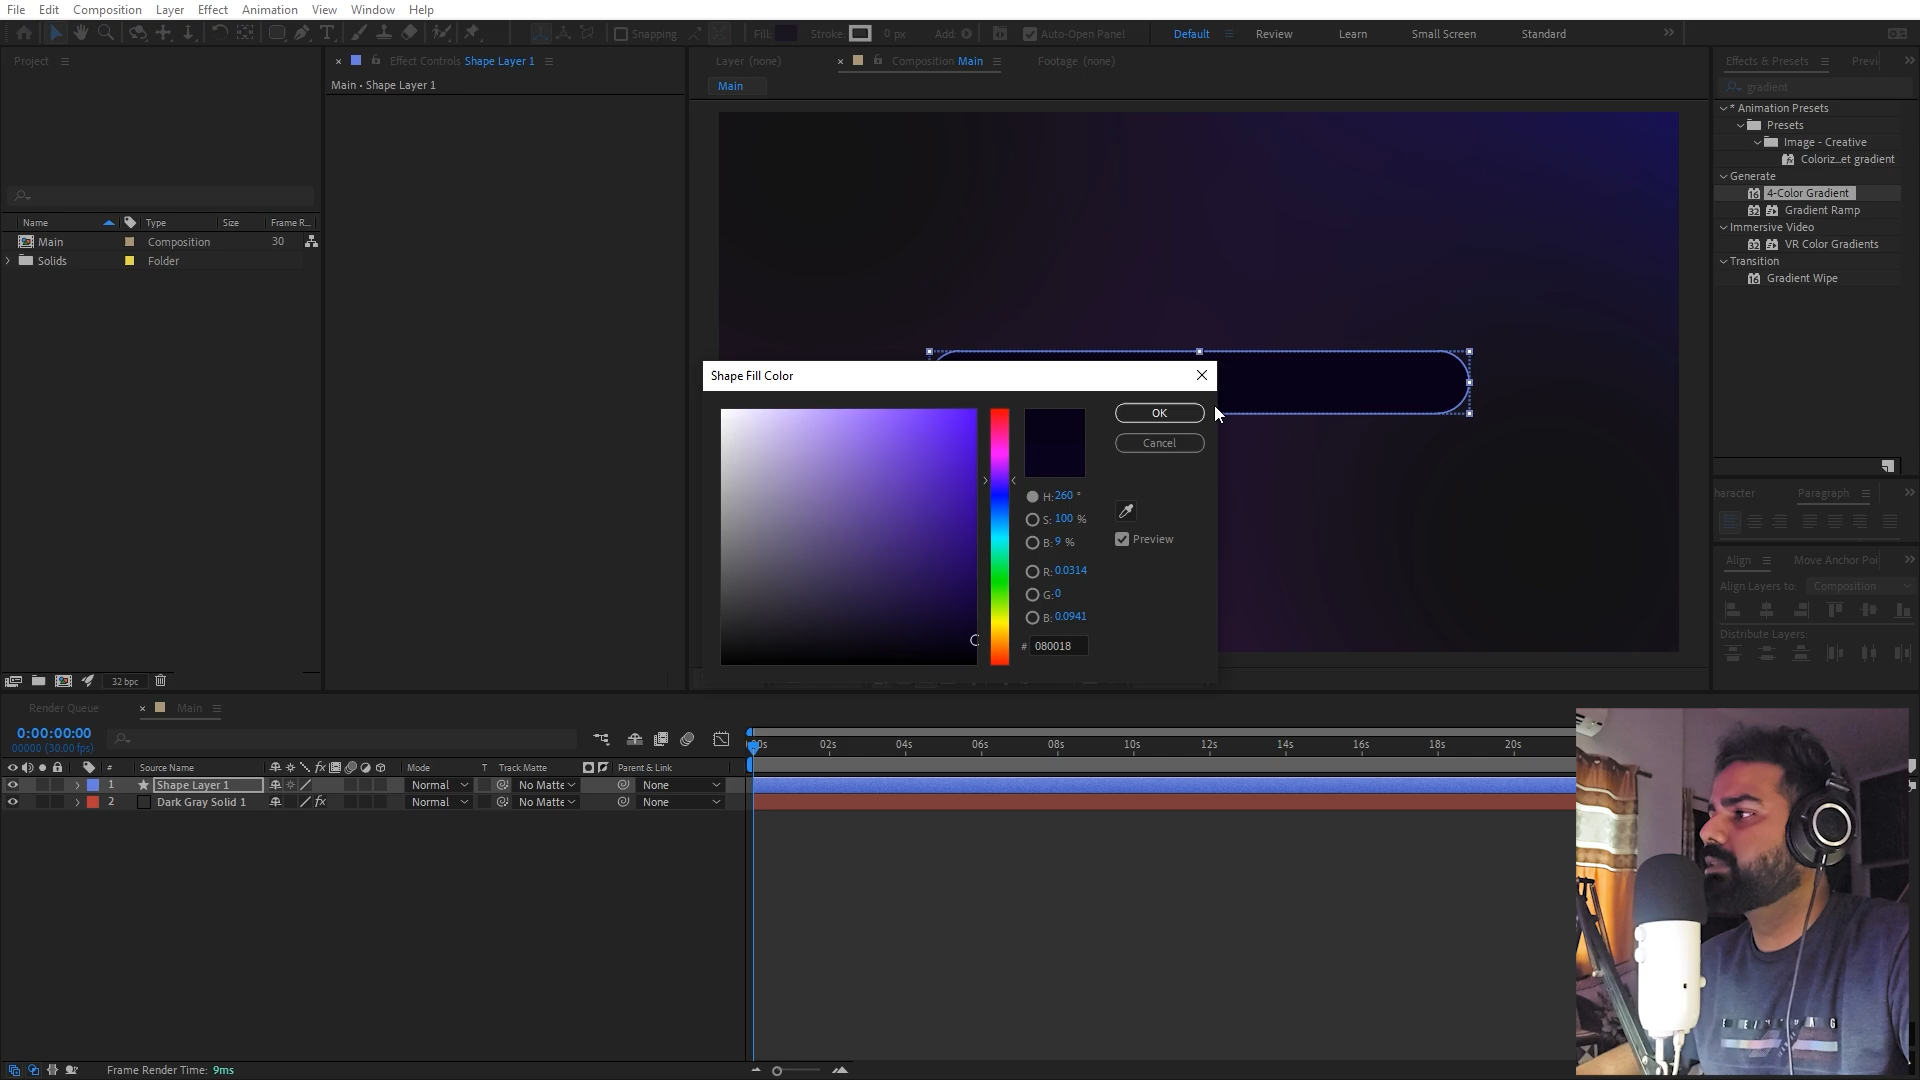 File Edit Composition Layer Effect Animation View Window Help
Snapping Fill: Stroke: 0 px Add: Auto-Open Panel Default Review Learn Small Screen Standard
Project
Effect Controls Shape Layer 1
Main • Shape Layer 1
Layer (none) Composition Main Footage (none)
Main
Effects & Presets
gradient
* Animation Presets
Presets
Image - Creative
Coloriz...et gradient
Generate
4-Color Gradient
Gradient Ramp
Immersive Video
VR Color Gradients
Transition
Gradient Wipe
Name Type Size Frame R...
Main Composition 30
Solids Folder
32 bpc
Shape Fill Color
OK
Cancel
H: 260 °
S: 100 %
B: 9 %
Preview
R: 0.0314
G: 0
B: 0.0941
# 080018
Paragraph
Align Move Anchor Poi
Align Layers to: Composition
Distribute Layers:
Render Queue Main
0:00:00:00
00000 (30.00 fps)
02s 04s 06s 08s 10s 12s 14s 16s 18s 20s
# Source Name Mode T Track Matte Parent & Link
1 Shape Layer 1 Normal No Matte None
2 Dark Gray Solid 1 fx Normal No Matte None
Frame Render Time: 9ms